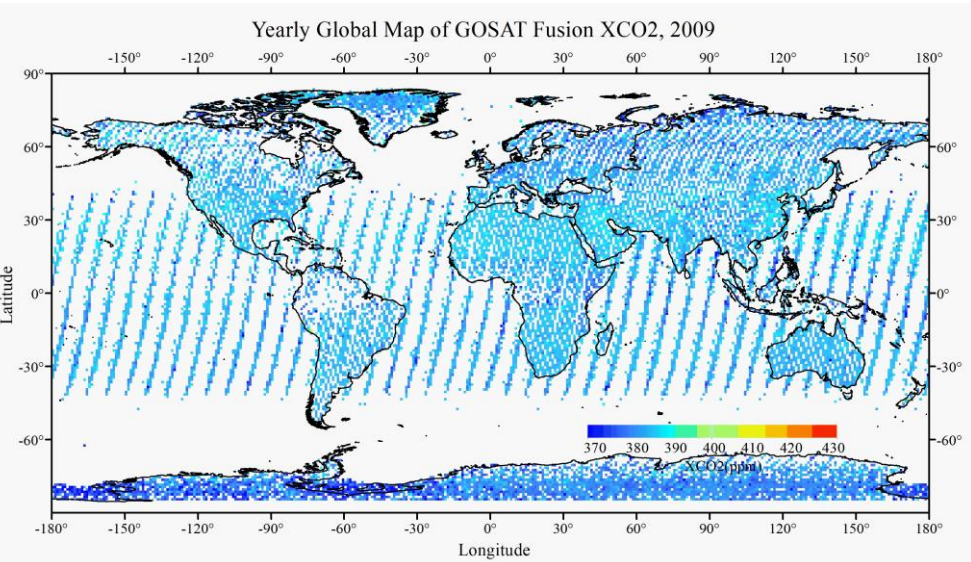 Yearly Global Map of GOSAT Fusion XCO2, 2009
-150° -120° -90° -60° -30° 0° 30° 60° 90° 120° 150° 180°
90°
60° 60°
30° 30°
0° 0°
-30° -30°
-60° -60°
Latitude
370 380 390 400 410 420 430
XCO2(ppm)
-180° -150° -120° -90° -60° -30° 0° 30° 60° 90° 120° 150° 180°
Longitude